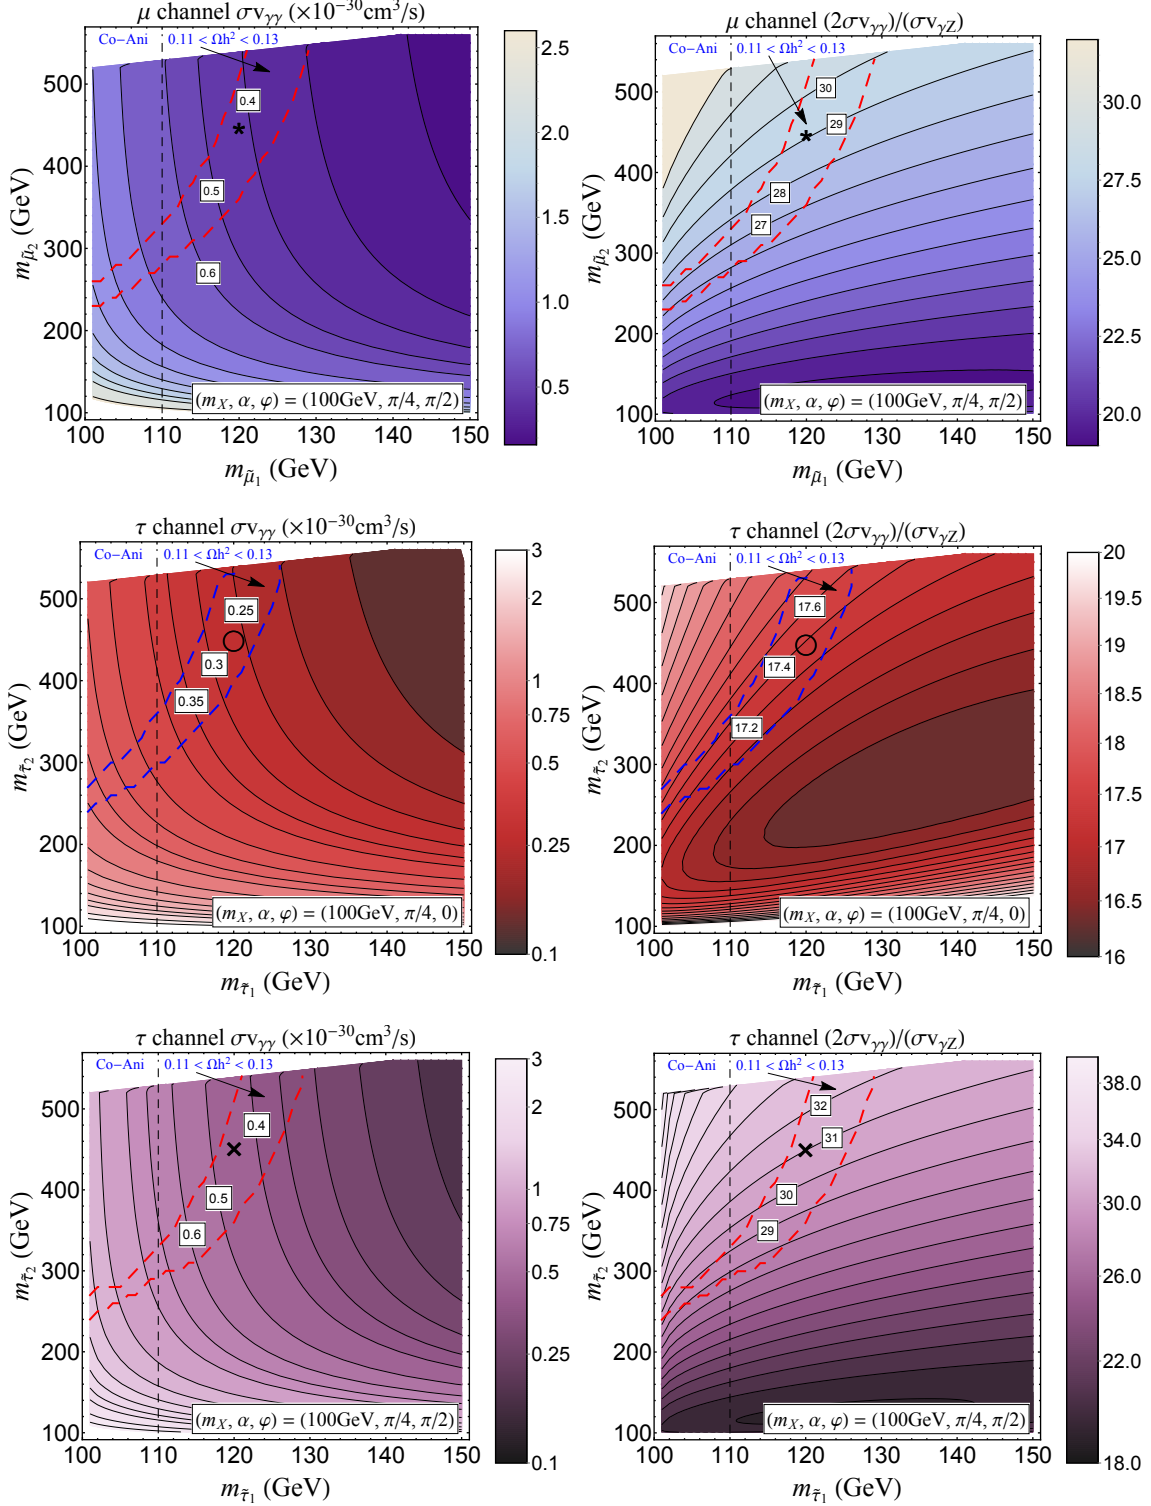 μ channel σv_γγ (×10⁻³⁰cm³/s)
Co−Ani 0.11 < Ωh² < 0.13
0.4
*
0.5
0.6
(m_X, α, φ) = (100GeV, π/4, π/2)
500
400
300
200
100
m_μ̃₂ (GeV)
100 110 120 130 140 150
m_μ̃₁ (GeV)
2.5
2.0
1.5
1.0
0.5
μ channel (2σv_γγ)/(σv_γZ)
Co−Ani 0.11 < Ωh² < 0.13
30
29
*
28
27
(m_X, α, φ) = (100GeV, π/4, π/2)
500
400
300
200
100
m_μ̃₂ (GeV)
100 110 120 130 140 150
m_μ̃₁ (GeV)
30.0
27.5
25.0
22.5
20.0
τ channel σv_γγ (×10⁻³⁰cm³/s)
Co−Ani 0.11 < Ωh² < 0.13
0.25
0.3
0.35
(m_X, α, φ) = (100GeV, π/4, 0)
500
400
300
200
100
m_τ̃₂ (GeV)
100 110 120 130 140 150
m_τ̃₁ (GeV)
3
2
1
0.75
0.5
0.25
0.1
τ channel (2σv_γγ)/(σv_γZ)
Co−Ani 0.11 < Ωh² < 0.13
17.6
17.4
17.2
(m_X, α, φ) = (100GeV, π/4, 0)
500
400
300
200
100
m_τ̃₂ (GeV)
100 110 120 130 140 150
m_τ̃₁ (GeV)
20
19.5
19
18.5
18
17.5
17
16.5
16
τ channel σv_γγ (×10⁻³⁰cm³/s)
Co−Ani 0.11 < Ωh² < 0.13
0.4
×
0.5
0.6
(m_X, α, φ) = (100GeV, π/4, π/2)
500
400
300
200
100
m_τ̃₂ (GeV)
100 110 120 130 140 150
m_τ̃₁ (GeV)
3
2
1
0.75
0.5
0.25
0.1
τ channel (2σv_γγ)/(σv_γZ)
Co−Ani 0.11 < Ωh² < 0.13
32
31
×
30
29
(m_X, α, φ) = (100GeV, π/4, π/2)
500
400
300
200
100
m_τ̃₂ (GeV)
100 110 120 130 140 150
m_τ̃₁ (GeV)
38.0
34.0
30.0
26.0
22.0
18.0